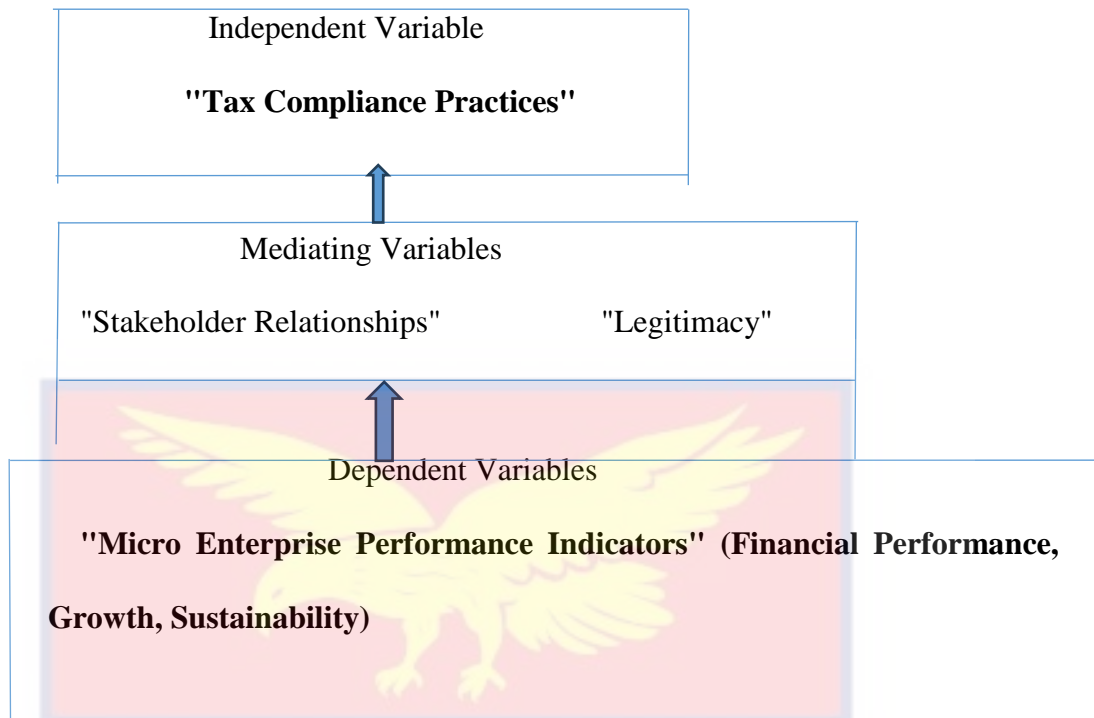 Independent Variable
"Tax Compliance Practices"
Mediating Variables
"Stakeholder Relationships" "Legitimacy"
Dependent Variables
"Micro Enterprise Performance Indicators" (Financial Performance,
Growth, Sustainability)